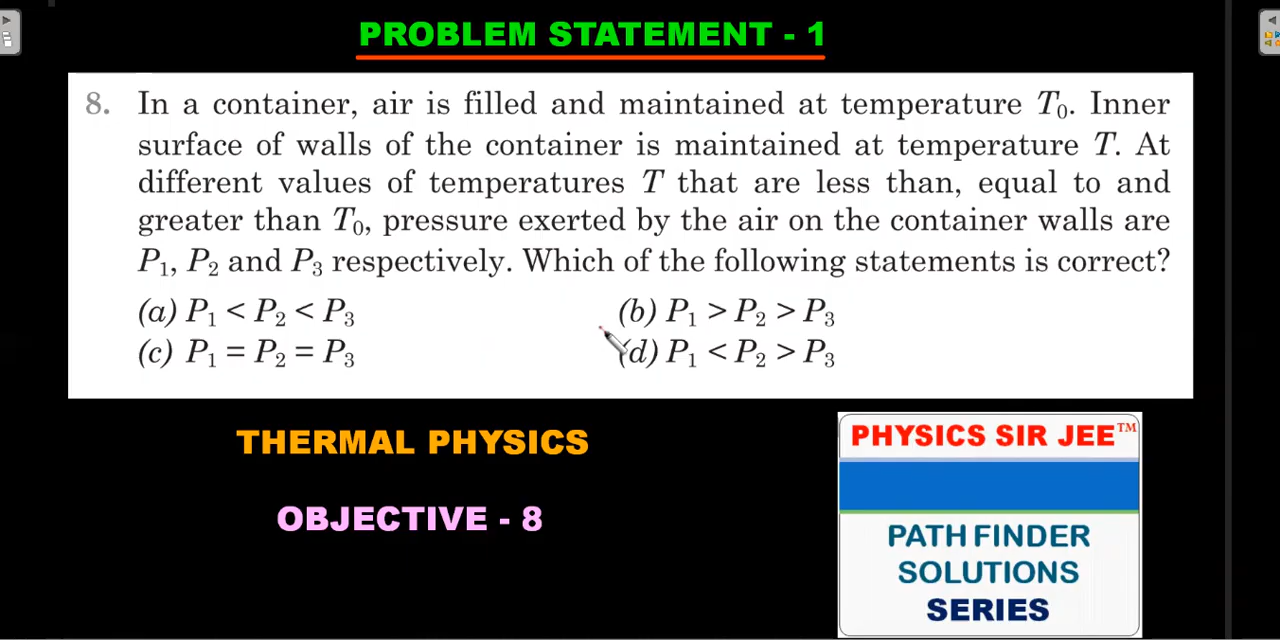 PROBLEM STATEMENT - 1
8. In a container, air is filled and maintained at temperature T₀. Inner
surface of walls of the container is maintained at temperature T. At
different values of temperatures T that are less than, equal to and
greater than T₀, pressure exerted by the air on the container walls are
P₁, P₂ and P₃ respectively. Which of the following statements is correct?
(a) P₁ < P₂ < P₃ (b) P₁ > P₂ > P₃
(c) P₁ = P₂ = P₃ (d) P₁ < P₂ > P₃
THERMAL PHYSICS
OBJECTIVE - 8
PHYSICS SIR JEE™
PATH FINDER
SOLUTIONS
SERIES